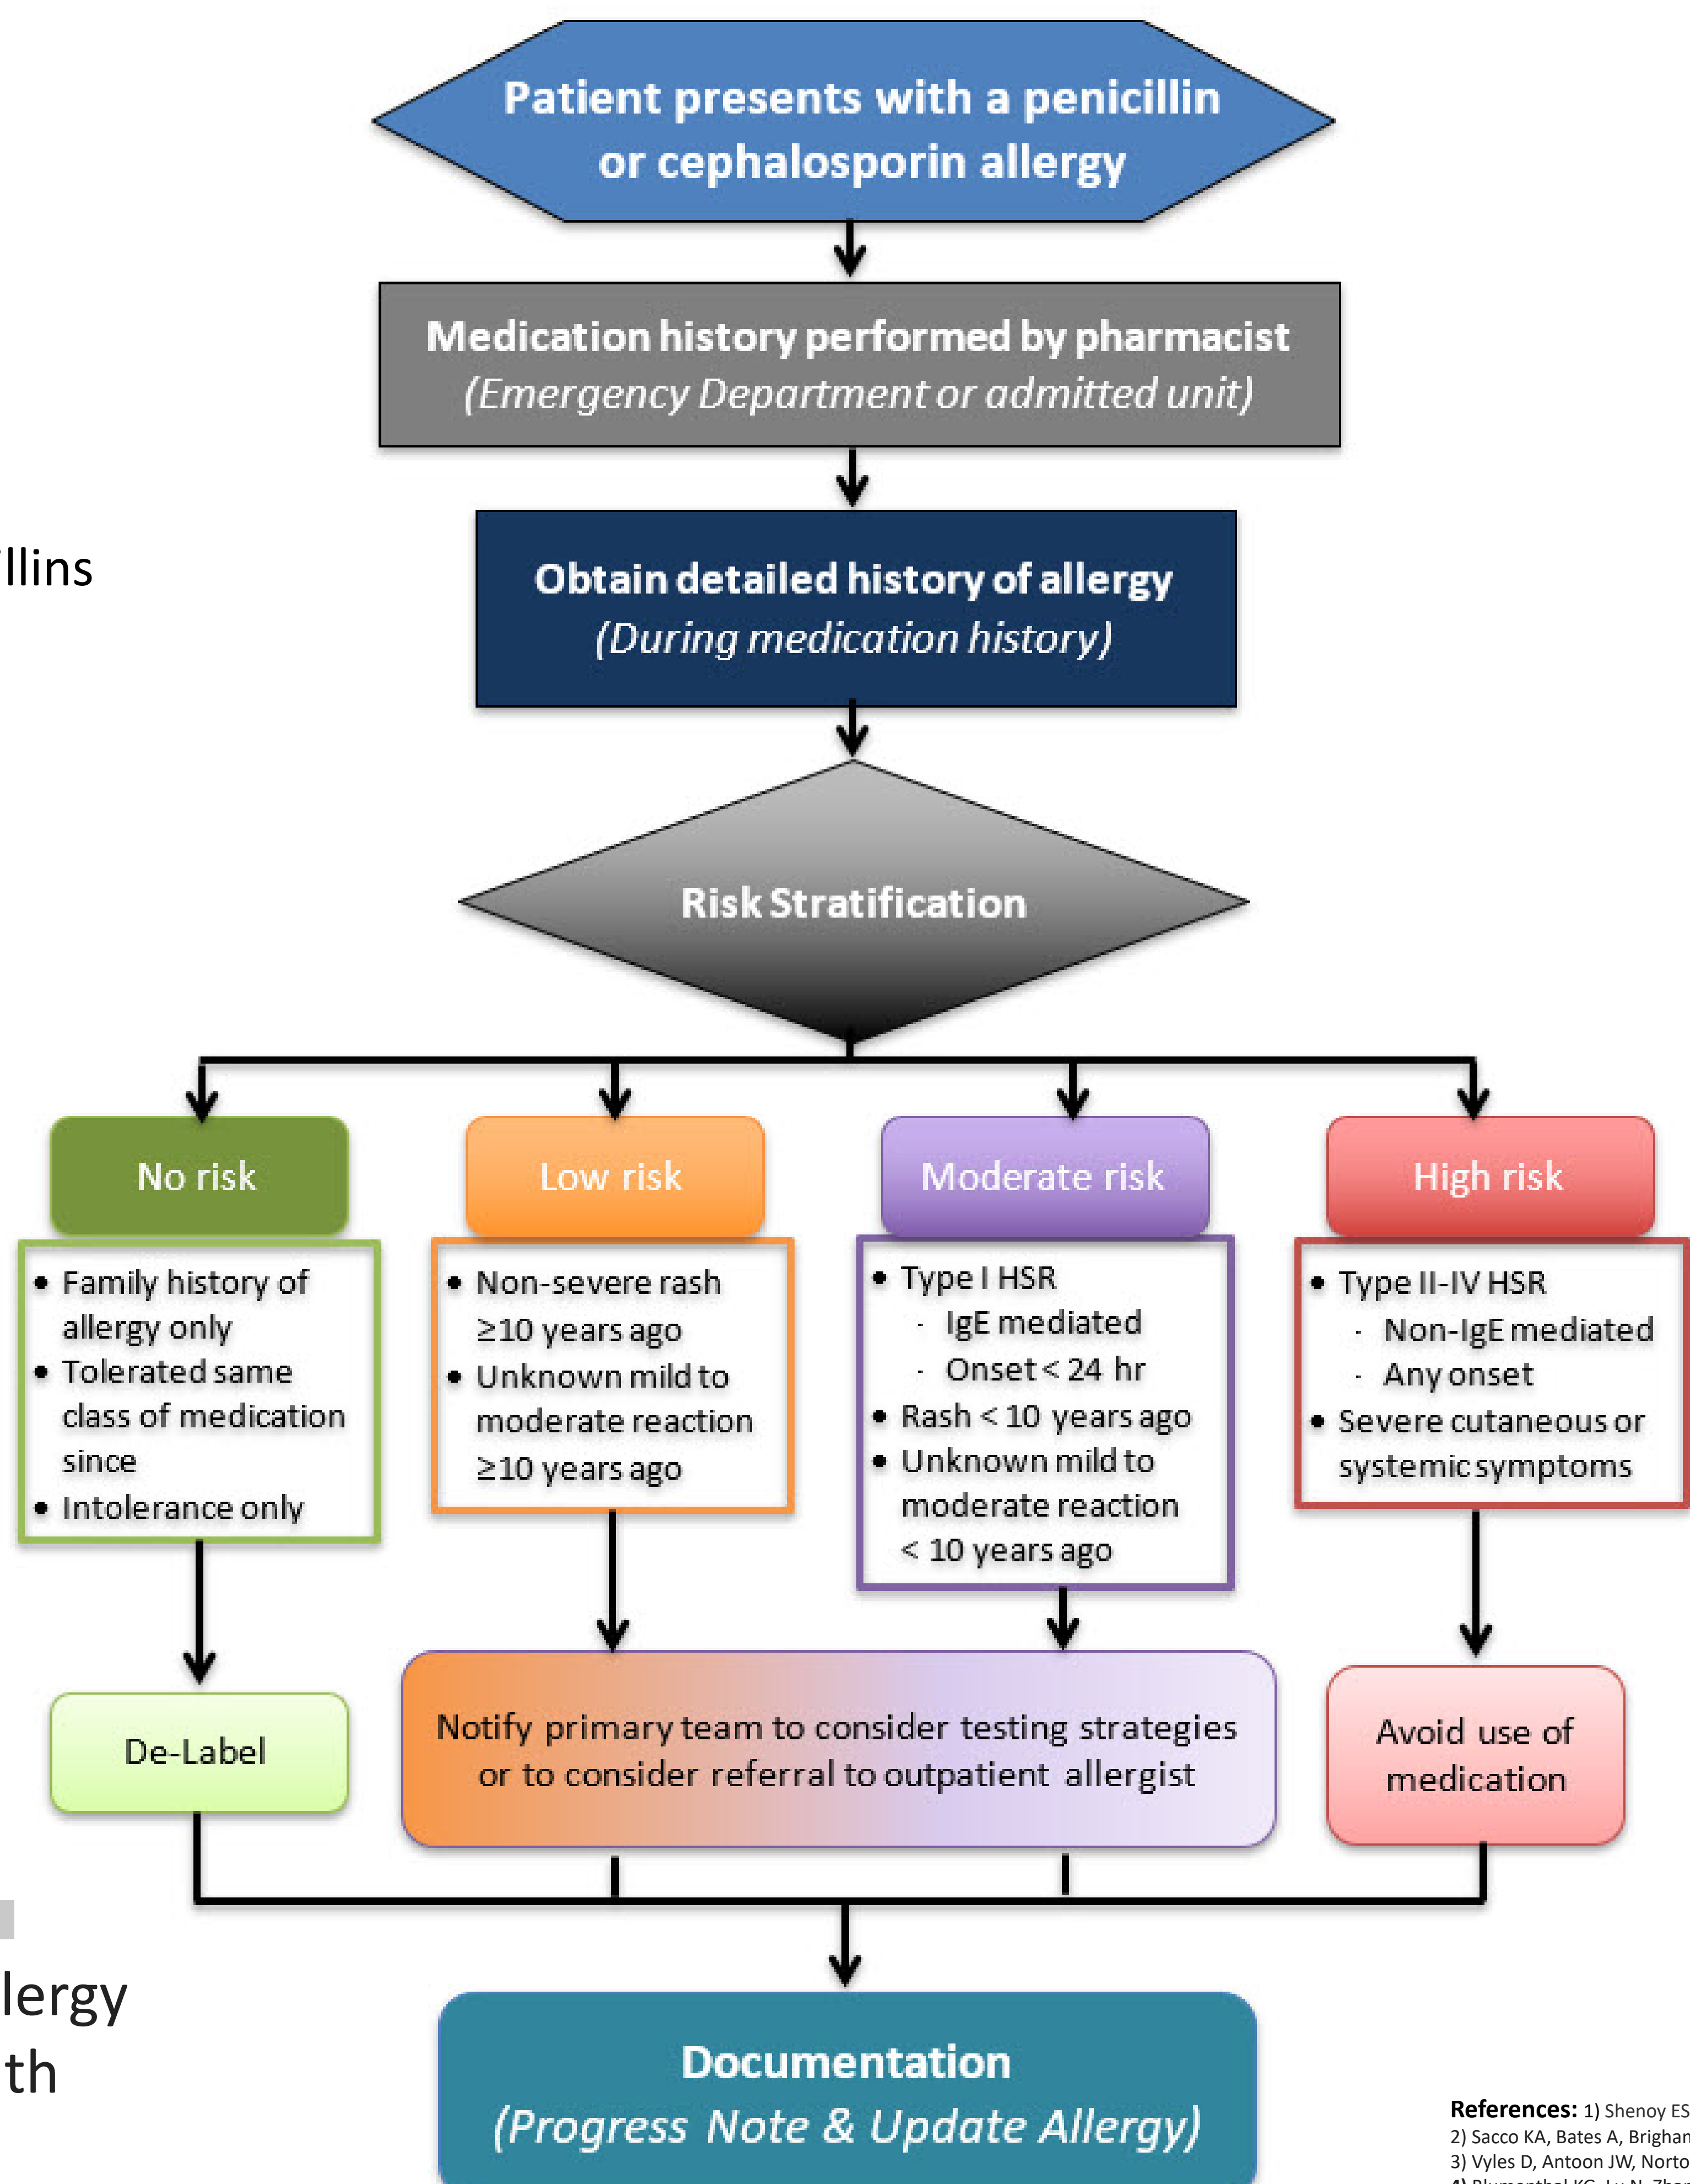 Patient presents with a penicillin
or cephalosporin allergy
Medication history performed by pharmacist
(Emergency Department or admitted unit)
llins
Obtain detailed history of allergy
(During medication history)
Risk Stratification
No risk
Low risk
Moderate risk
High risk
• Family history of
allergy only
• Tolerated same
class of medication
since
• Intolerance only
• Non-severe rash
≥10 years ago
• Unknown mild to
moderate reaction
≥10 years ago
• Type I HSR
- IgE mediated
- Onset < 24 hr
• Rash < 10 years ago
• Unknown mild to
moderate reaction
< 10 years ago
• Type II-IV HSR
- Non-IgE mediated
- Any onset
• Severe cutaneous or
systemic symptoms
De-Label
Notify primary team to consider testing strategies
or to consider referral to outpatient allergist
Avoid use of
medication
lergy
th
Documentation
(Progress Note & Update Allergy)
References: 1) Shenoy ES
2) Sacco KA, Bates A, Brighan
3) Vyles D, Antoon JW, Norto
4) Blumenthal KG, Lu N, Zhan